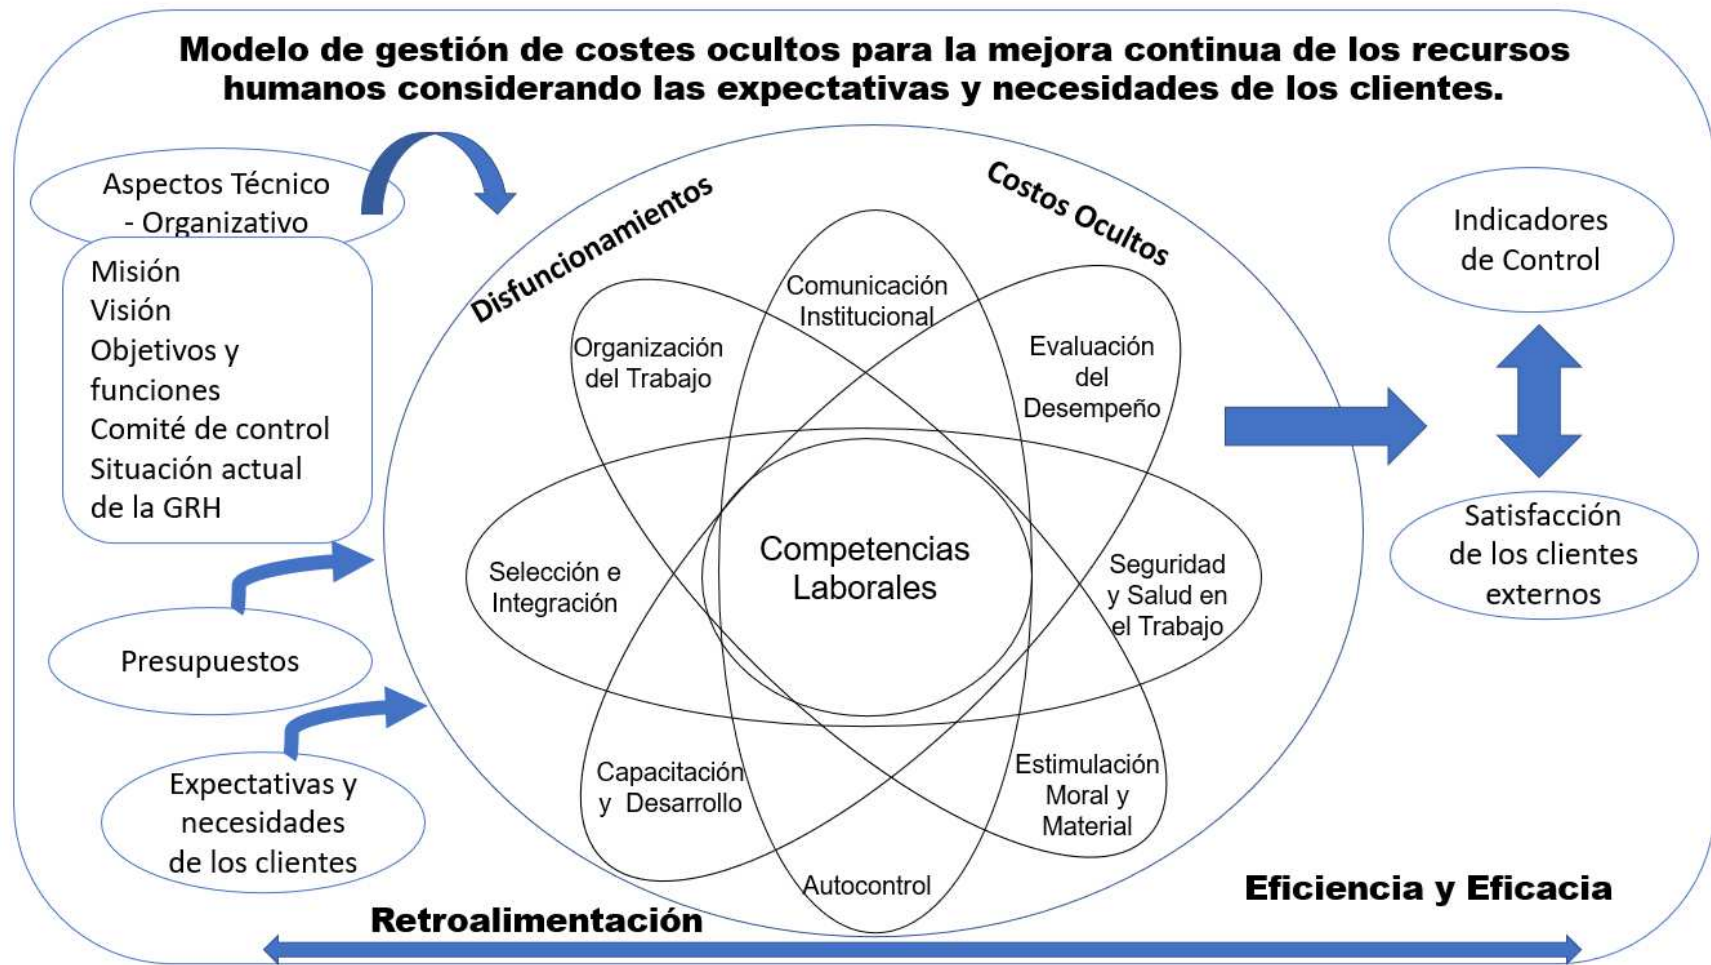 Modelo de gestión de costes ocultos para la mejora continua de los recursos
humanos considerando las expectativas y necesidades de los clientes.
Aspectos Técnico
- Organizativo
Misión
Visión
Objetivos y
funciones
Comité de control
Situación actual
de la GRH
Presupuestos
Expectativas y
necesidades
de los clientes
Disfuncionamientos
Costos Ocultos
Comunicación
Institucional
Organización
del Trabajo
Evaluación
del
Desempeño
Selección e
Integración
Competencias
Laborales
Seguridad
y Salud en
el Trabajo
Capacitación
y Desarrollo
Estimulación
Moral y
Material
Autocontrol
Indicadores
de Control
Satisfacción
de los clientes
externos
Eficiencia y Eficacia
Retroalimentación